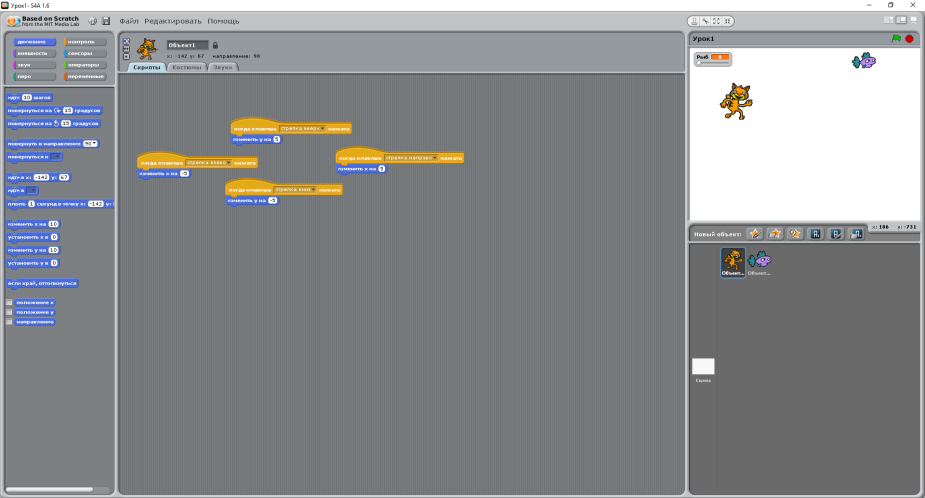 Урок1- S4A 1.6
Based on Scratch
from the MIT Media Lab
Файл Редактировать Помощь
движение
контроль
внешность
сенсоры
звук
операторы
перо
переменные
Объект1
x: -142 y: 67 направление: 90
Скрипты Костюмы Звуки
Урок1
Рыб 0
идти 10 шагов
повернуться на 15 градусов
повернуться на 15 градусов
повернуть в направление 90
повернуться к
идти в x: -142 y: 67
идти в
плыть 1 секунд в точку x: -142 y:
изменить х на 10
установить х в 0
изменить у на 10
установить у в 0
если край, оттолкнуться
положение x
положение y
направление
когда клавиша стрелка вверх нажата
изменить у на 5
когда клавиша стрелка влево нажата
изменить х на -5
когда клавиша стрелка направо нажата
изменить х на 5
когда клавиша стрелка вниз нажата
изменить у на -5
x: 186 y: -731
Новый объект:
Объект...
Объект...
Сцена